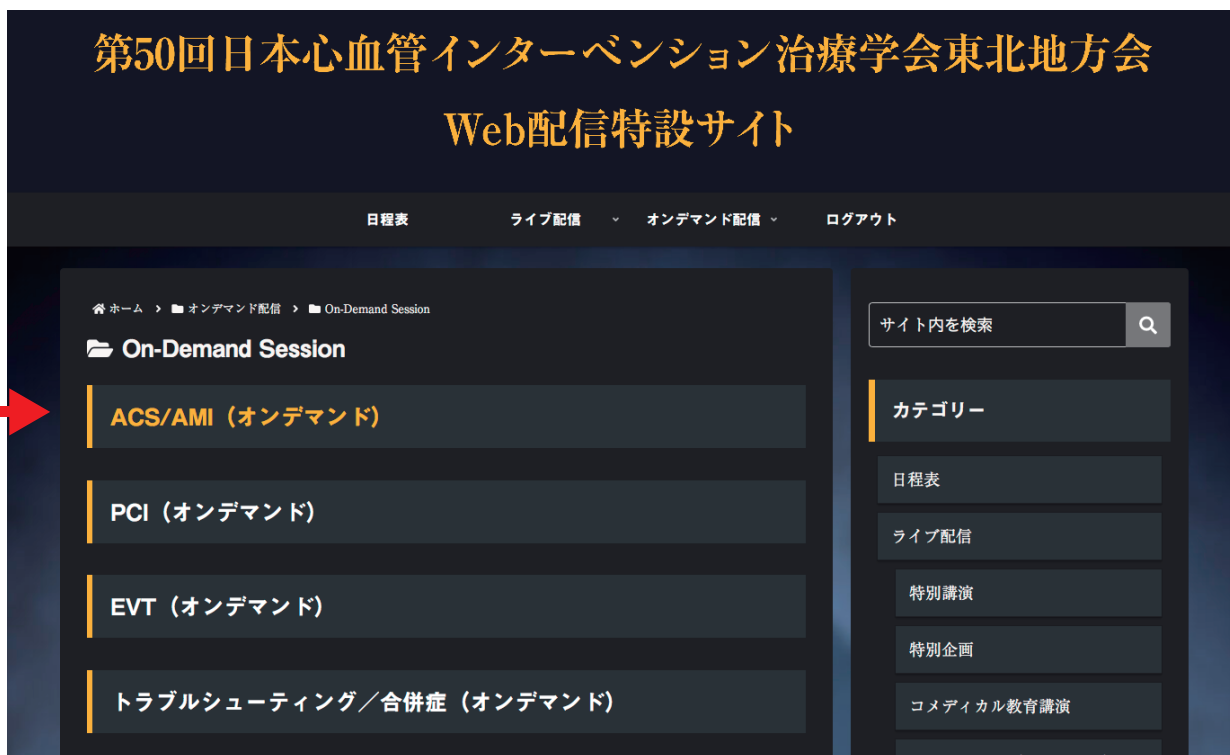 第50回日本心血管インターベンション治療学会東北地方会
Web配信特設サイト
日程表 ライブ配信 オンデマンド配信 ログアウト
ホーム > オンデマンド配信 > On-Demand Session
On-Demand Session
ACS/AMI（オンデマンド）
PCI（オンデマンド）
EVT（オンデマンド）
トラブルシューティング／合併症（オンデマンド）
サイト内を検索
カテゴリー
日程表
ライブ配信
特別講演
特別企画
コメディカル教育講演